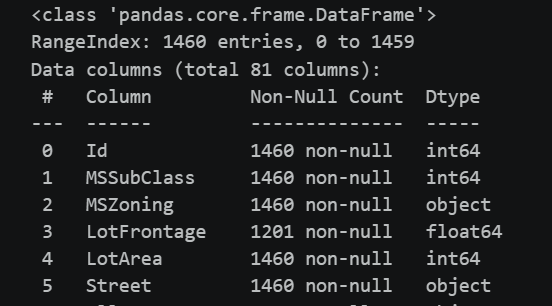 <class 'pandas.core.frame.DataFrame'>
RangeIndex: 1460 entries, 0 to 1459
Data columns (total 81 columns):
 #   Column         Non-Null Count  Dtype
---  ------         --------------  -----
 0   Id             1460 non-null   int64
 1   MSSubClass     1460 non-null   int64
 2   MSZoning       1460 non-null   object
 3   LotFrontage    1201 non-null   float64
 4   LotArea        1460 non-null   int64
 5   Street         1460 non-null   object